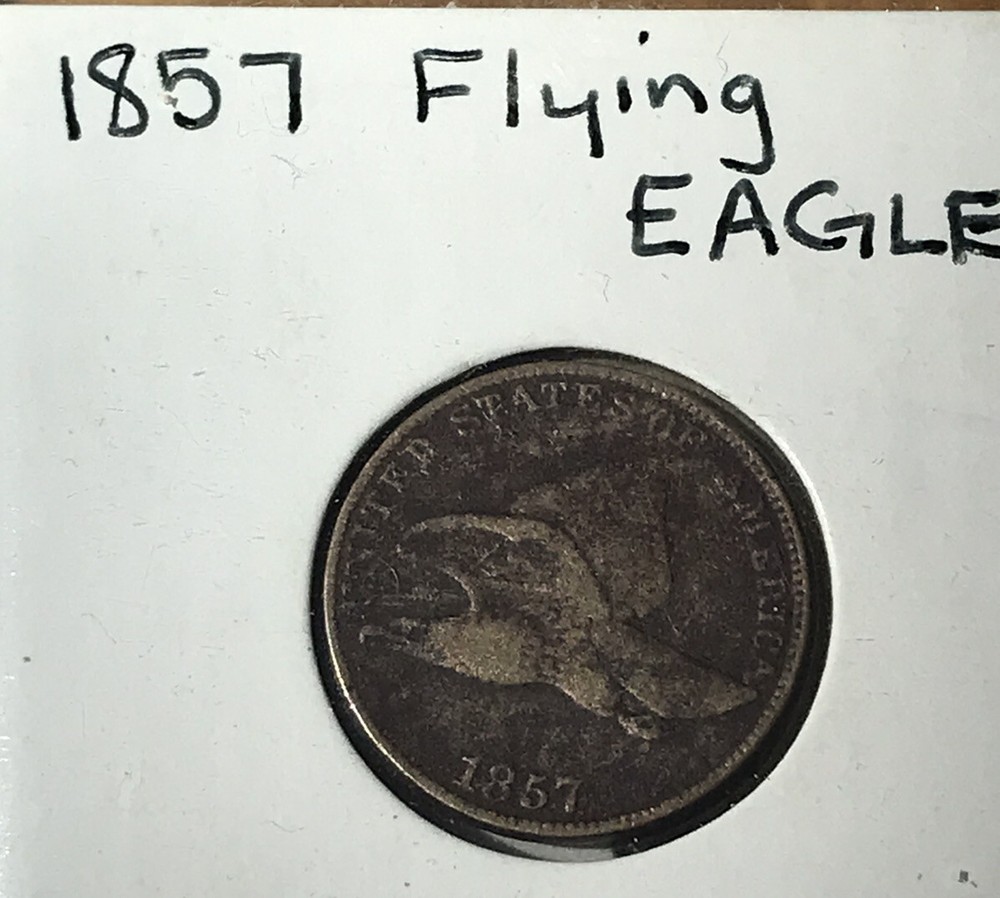 1857 Flying
EAGLE
UNITED STATES OF AMERICA
1857